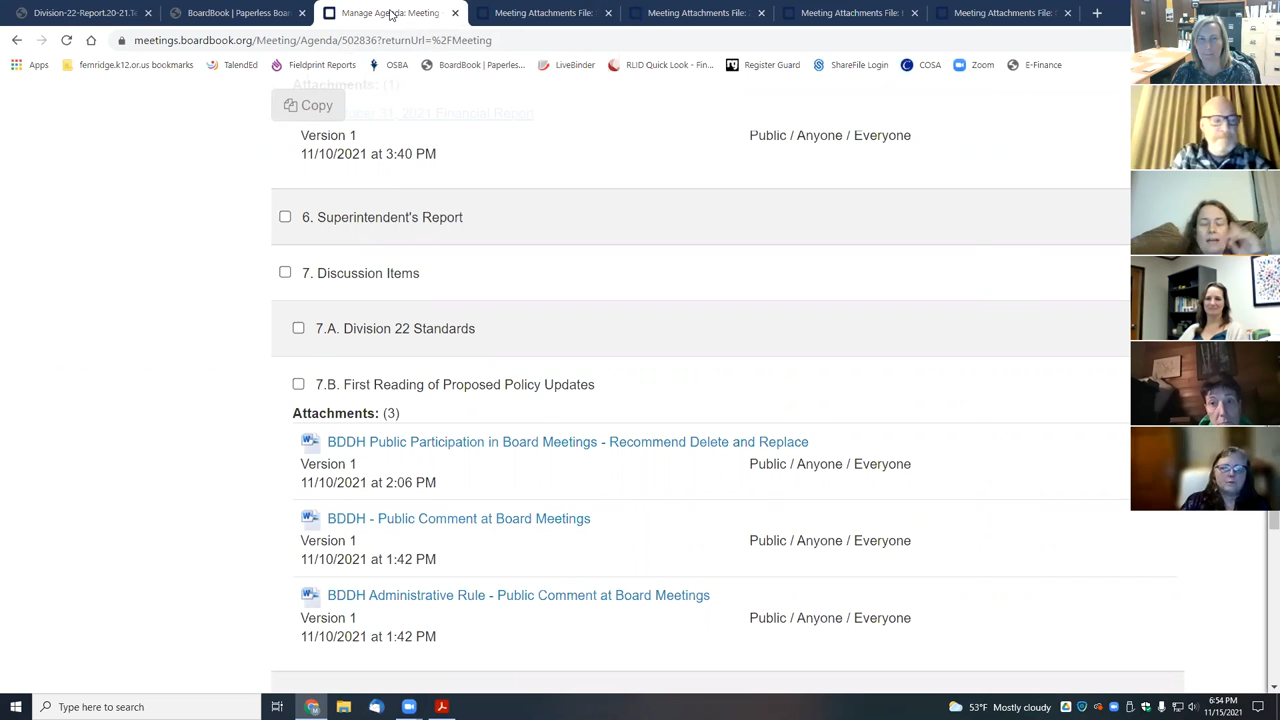 Division-22-Report.20-21.Te
BoardBook | Paperless Boar
Manage Agenda: Meeting
Meeting Attachments File:
Meeting Attachments File:
Meeting Attachments File:
Meeting Attachments File:
meetings.boardbook.org/Meeting/Agenda/502836?returnUrl=%2FMeeting
Apps
fernridge.k12.or.us bookmarks
TalendEd
Fieldprint Reports
OSBA
BoardBook | Paperles...
LiveBinder
RLID Quick Look - Fin...
Register Guard
ShareFile Login
COSA
Zoom
E-Finance
Attachments: (1)
Copy
31, 2021 Financial Report
Version 1
Public / Anyone / Everyone
11/10/2021 at 3:40 PM
6. Superintendent's Report
7. Discussion Items
7.A. Division 22 Standards
7.B. First Reading of Proposed Policy Updates
Attachments: (3)
BDDH Public Participation in Board Meetings - Recommend Delete and Replace
Version 1
Public / Anyone / Everyone
11/10/2021 at 2:06 PM
BDDH - Public Comment at Board Meetings
Version 1
Public / Anyone / Everyone
11/10/2021 at 1:42 PM
BDDH Administrative Rule - Public Comment at Board Meetings
Version 1
Public / Anyone / Everyone
11/10/2021 at 1:42 PM
Type here to search
53°F Mostly cloudy
6:54 PM
11/15/2021